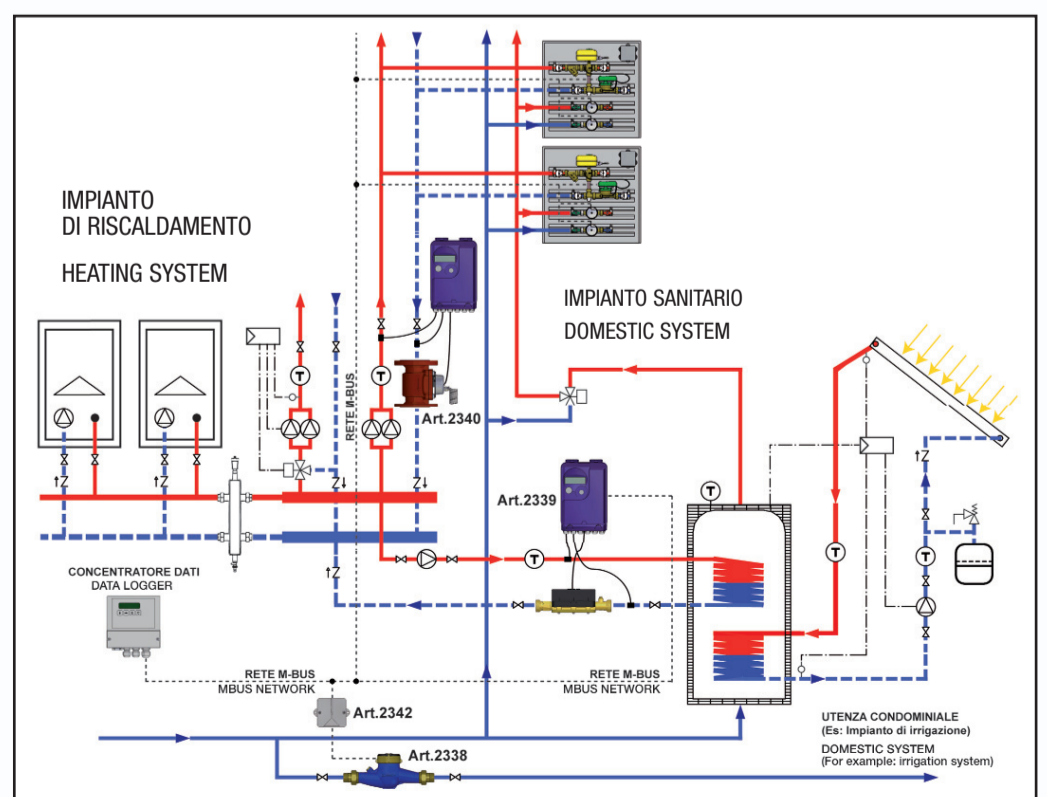 IMPIANTO
DI RISCALDAMENTO
HEATING SYSTEM
IMPIANTO SANITARIO
DOMESTIC SYSTEM
RETE M-BUS
Art.2340
Art.2339
T
T
T
T
T
T
CONCENTRATORE DATI
DATA LOGGER
RETE M-BUS
MBUS NETWORK
RETE M-BUS
MBUS NETWORK
Art.2342
Art.2338
UTENZA CONDOMINIALE
(Es: Impianto di irrigazione)
DOMESTIC SYSTEM
(For example: irrigation system)